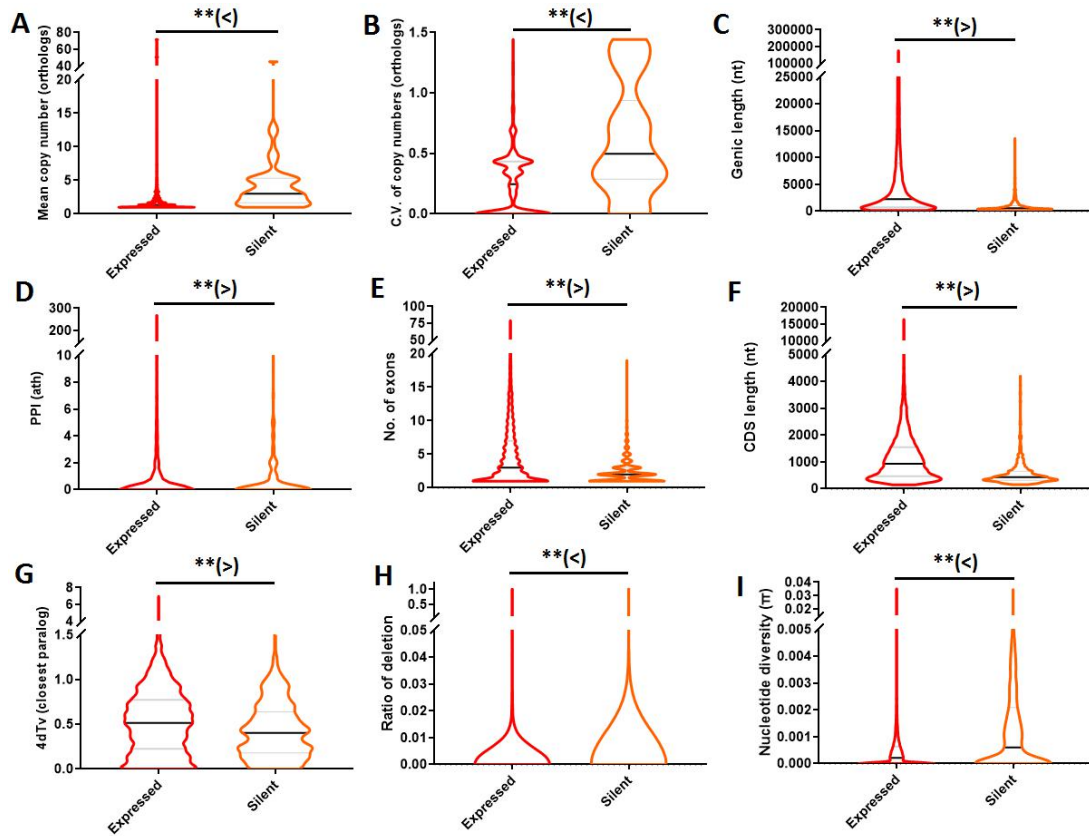 A
**(<)
Mean copy number (orthologs)
80
60
40
20
15
10
5
0
Expressed
Silent
B
**(<)
C.V. of copy numbers (orthologs)
1.5
1.0
0.5
0.0
Expressed
Silent
C
**(>)
Genic length (nt)
300000
200000
100000
25000
20000
15000
10000
5000
0
Expressed
Silent
D
**(>)
PPI (ath)
300
200
100
10
8
6
4
2
0
Expressed
Silent
E
**(>)
No. of exons
100
75
50
25
20
15
10
5
0
Expressed
Silent
F
**(>)
CDS length (nt)
20000
15000
10000
5000
4000
3000
2000
1000
0
Expressed
Silent
G
**(>)
4dTv (closest paralog)
8
6
4
2
1.5
1.0
0.5
0.0
Expressed
Silent
H
**(<)
Ratio of deletion
1.0
0.5
0.05
0.04
0.03
0.02
0.01
0.00
Expressed
Silent
I
**(<)
Nucleotide diversity (π)
0.04
0.03
0.02
0.01
0.005
0.004
0.003
0.002
0.001
0.000
Expressed
Silent